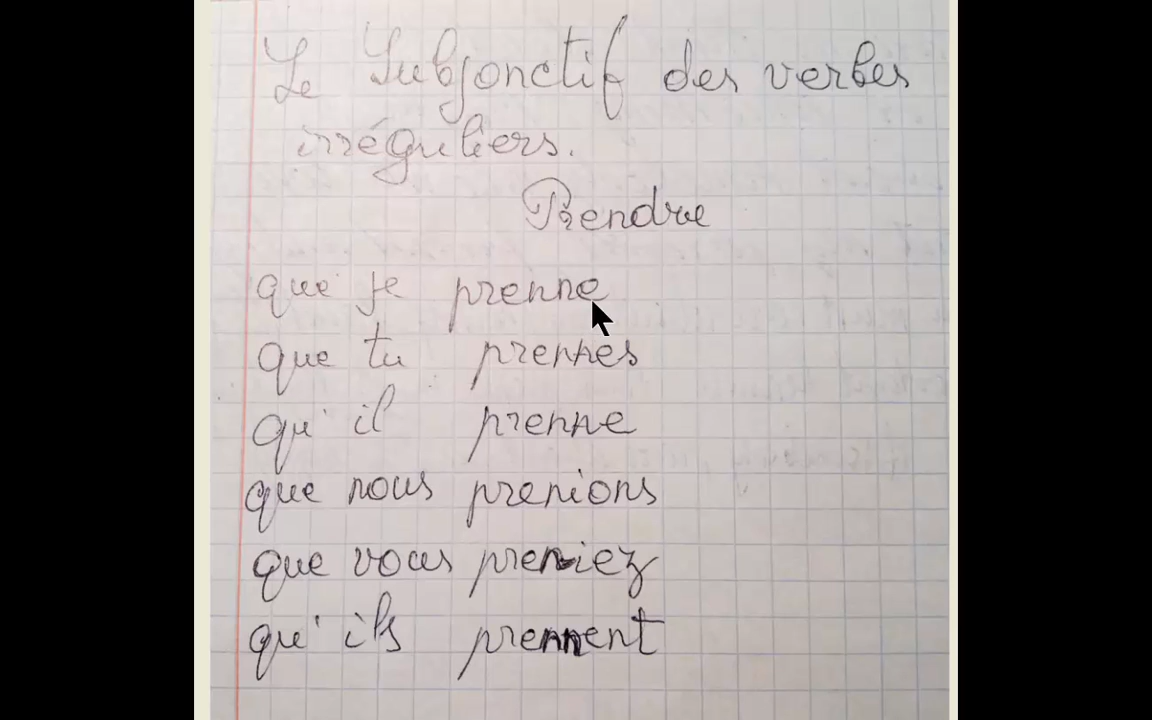 Le Subjonctif des verbes
irréguliers.
Prendre
que je prenne
que tu prennes
qu'il prenne
que nous prenions
que vous preniez
qu'ils prennent